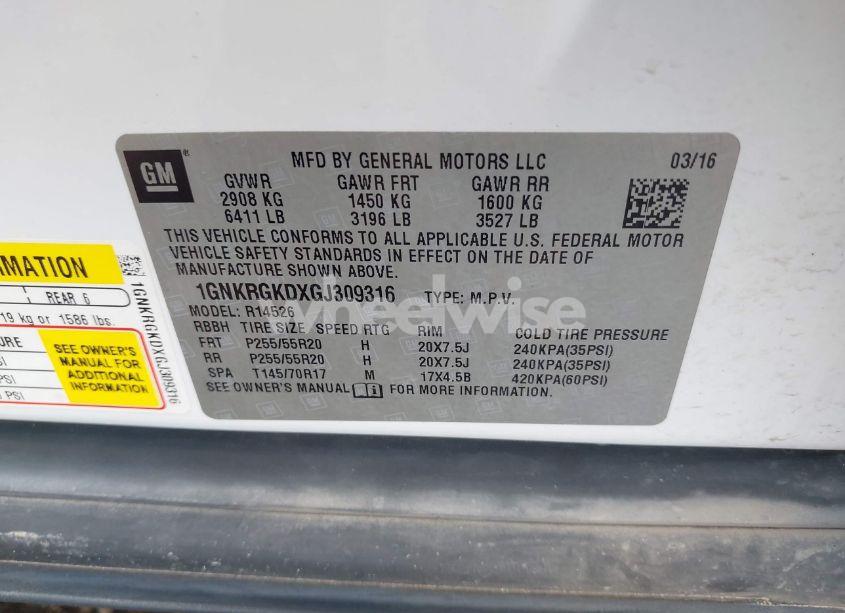 GM
MFD BY GENERAL MOTORS LLC 03/16
GVWR GAWR FRT GAWR RR
2908 KG 1450 KG 1600 KG
6411 LB 3196 LB 3527 LB
THIS VEHICLE CONFORMS TO ALL APPLICABLE U.S. FEDERAL MOTOR
VEHICLE SAFETY STANDARDS IN EFFECT ON THE DATE OF
MANUFACTURE SHOWN ABOVE.
1GNKRGKDXGJ309316 TYPE: M.P.V.
MODEL: R14526
RBBH TIRE SIZE SPEED RTG RIM COLD TIRE PRESSURE
FRT P255/55R20 H 20X7.5J 240KPA(35PSI)
RR P255/55R20 H 20X7.5J 240KPA(35PSI)
SPA T145/70R17 M 17X4.5B 420KPA(60PSI)
SEE OWNER'S MANUAL FOR MORE INFORMATION.
wheelwise
REAR 6
19 kg or 1586 lbs.
SEE OWNER'S
MANUAL FOR
ADDITIONAL
INFORMATION
1GNKRGKDXGJ309316